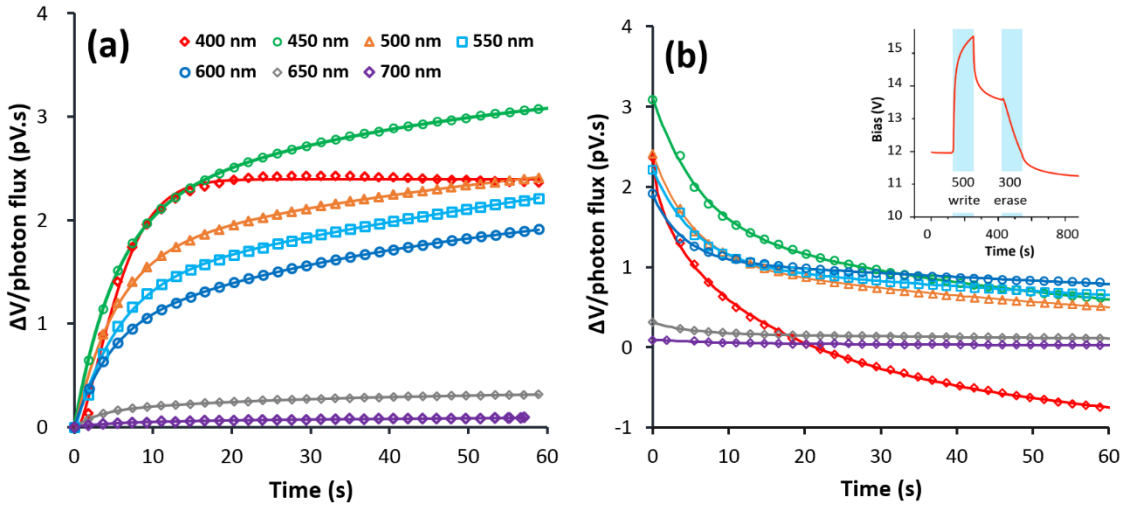 (a)
400 nm 450 nm 500 nm 550 nm
600 nm 650 nm 700 nm
ΔV/photon flux (pV.s)
4
3
2
1
0
0 10 20 30 40 50 60
Time (s)
(b)
ΔV/photon flux (pV.s)
4
3
2
1
0
-1
0 10 20 30 40 50 60
Time (s)
Bias (V)
15
14
13
12
11
10
500 300
write erase
0 400 800
Time (s)